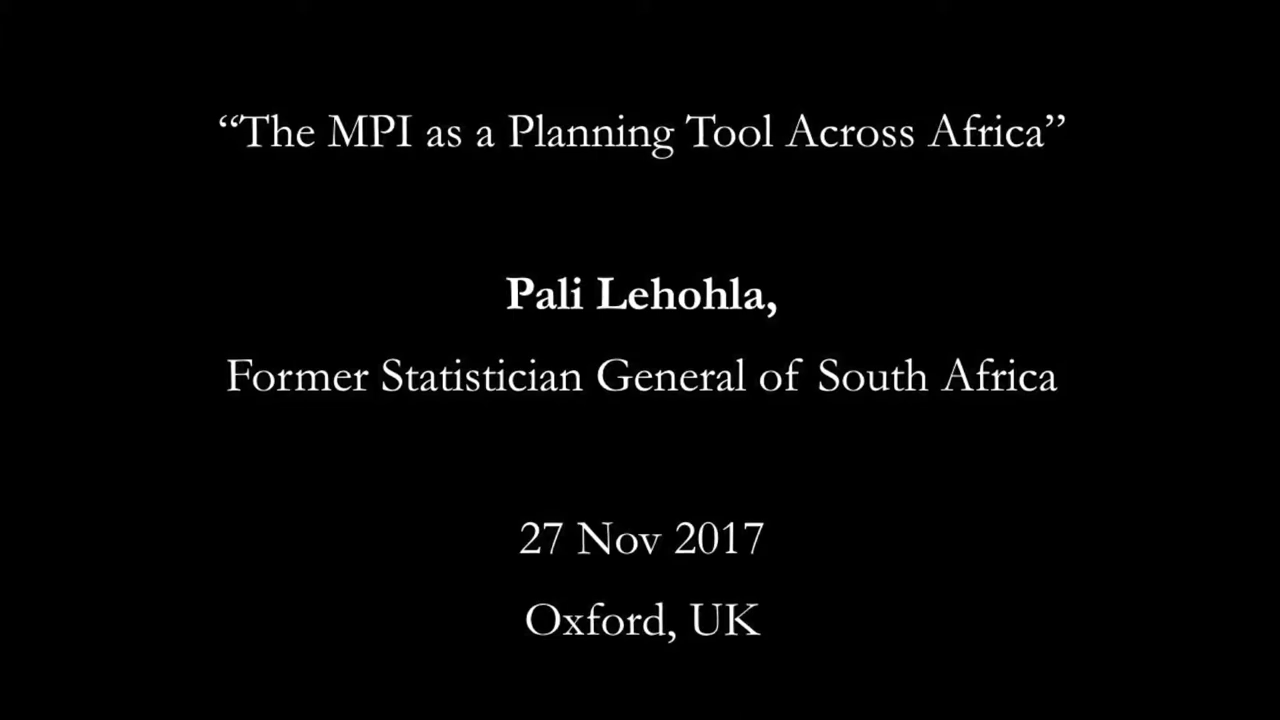 “The MPI as a Planning Tool Across Africa”
Pali Lehohla,
Former Statistician General of South Africa
27 Nov 2017
Oxford, UK